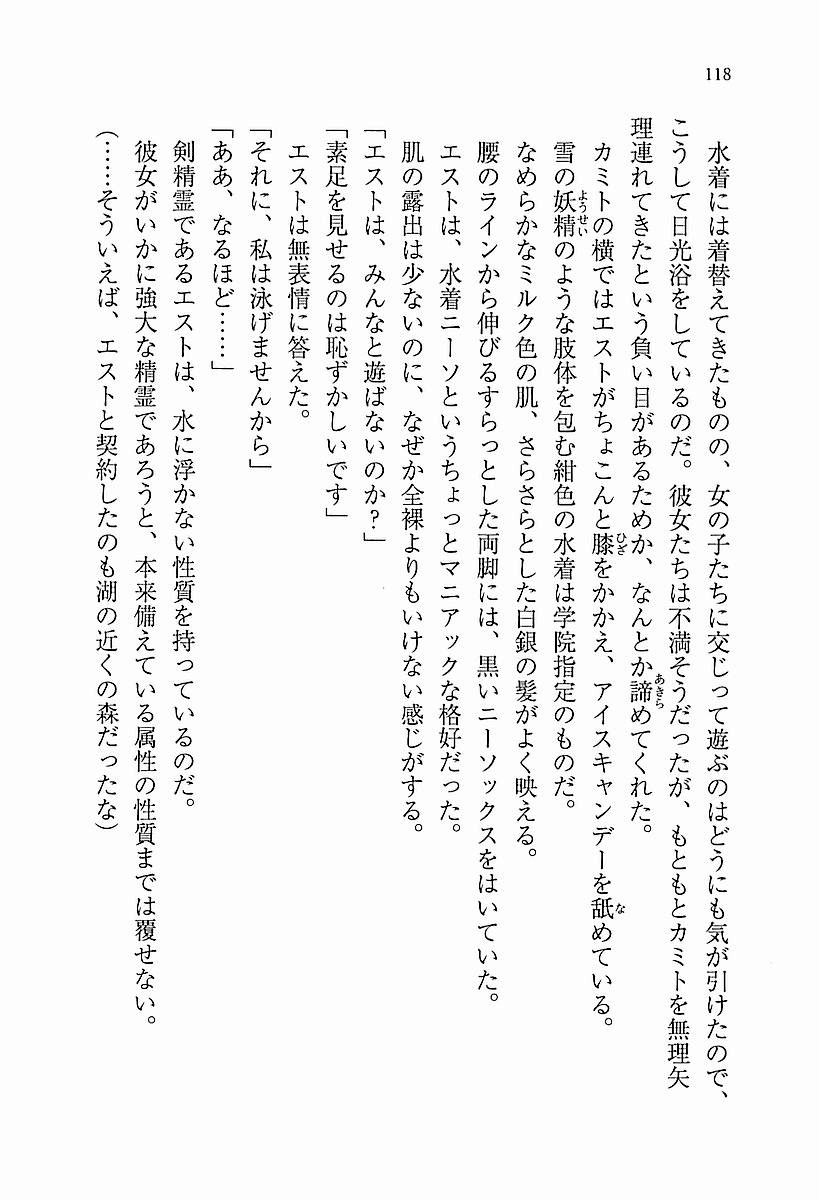 118
水着には着替えてきたものの、女の子たちに交じって遊ぶのはどうにも気が引けたので、
こうして日光浴をしているのだ。彼女たちは不満そうだったが、もともとカミトを無理矢
理連れてきたという負い目があるためか、なんとか諦めてくれた。
カミトの横ではエストがちょこんと膝をかかえ、アイスキャンデーを舐めている。
雪の妖精のような肢体を包む紺色の水着は学院指定のものだ。
なめらかなミルク色の肌、さらさらとした白銀の髪がよく映える。
腰のラインから伸びるすらっとした両脚には、黒いニーソックスをはいていた。
エストは、水着ニーソというちょっとマニアックな格好だった。
肌の露出は少ないのに、なぜか全裸よりもいけない感じがする。
「エストは、みんなと遊ばないのか?」
「素足を見せるのは恥ずかしいです」
エストは無表情に答えた。
「それに、私は泳げませんから」
「ああ、なるほど……」
剣精霊であるエストは、水に浮かない性質を持っているのだ。
彼女がいかに強大な精霊であろうと、本来備えている属性の性質までは覆せない。
(……そういえば、エストと契約したのも湖の近くの森だったな)